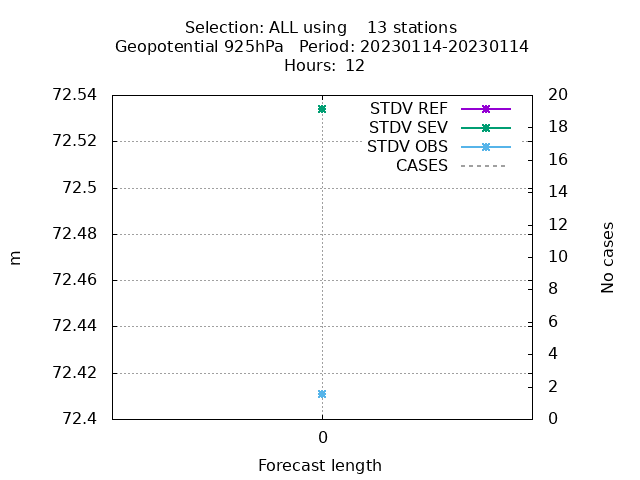 Selection: ALL using    13 stations
Geopotential 925hPa   Period: 20230114-20230114
Hours: 12
72.54
72.52
72.5
72.48
72.46
72.44
72.42
72.4
m
STDV REF
STDV SEV
STDV OBS
CASES
20
18
16
14
12
10
8
6
4
2
0
No cases
0
Forecast length